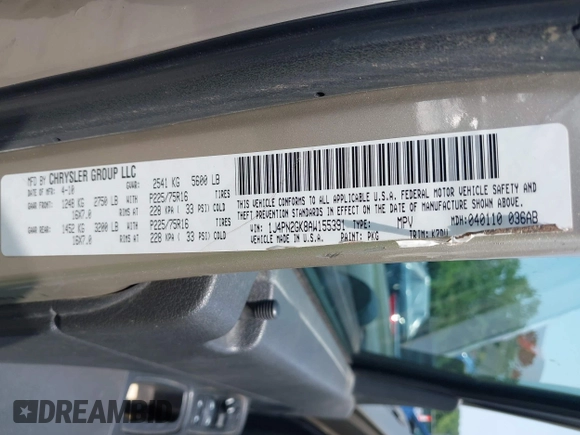 MFD BY CHRYSLER GROUP LLC
DATE OF MFR 4-10 GVWR: 2541 KG 5600 LB
GAWR FRONT: 1248 KG 2750 LB WITH P225/75R16 TIRES
16X7.0 RIMS AT 228 KPA ( 33 PSI) COLD
GAWR REAR: 1452 KG 3200 LB WITH P225/75R16 TIRES
16X7.0 RIMS AT 228 KPA ( 33 PSI) COLD
THIS VEHICLE CONFORMS TO ALL APPLICABLE U.S.A. FEDERAL MOTOR VEHICLE SAFETY AND
THEFT PREVENTION STANDARDS IN EFFECT ON THE DATE OF MANUFACTURE SHOWN ABOVE.
VIN: 1J4PN2GK8AW155391 TYPE: MPV MDH: 040110 036AB
VEHICLE MADE IN U.S.A. PAINT: PKG TRIM:
DREAMBID